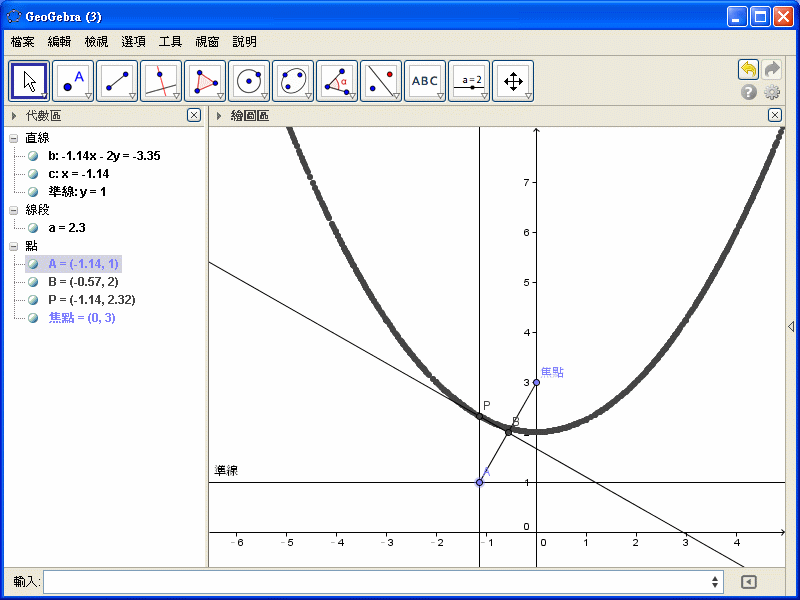 GeoGebra (3)
檔案 編輯 檢視 選項 工具 視窗 說明
A
α
ABC
a=2
代數區
繪圖區
直線
b: -1.14x - 2y = -3.35
c: x = -1.14
準線: y = 1
線段
a = 2.3
點
A = (-1.14, 1)
B = (-0.57, 2)
P = (-1.14, 2.32)
焦點 = (0, 3)
7
6
5
4
3
焦點
P
B
2
準線
A
1
0
-6 -5 -4 -3 -2 -1 0 1 2 3 4
輸入: